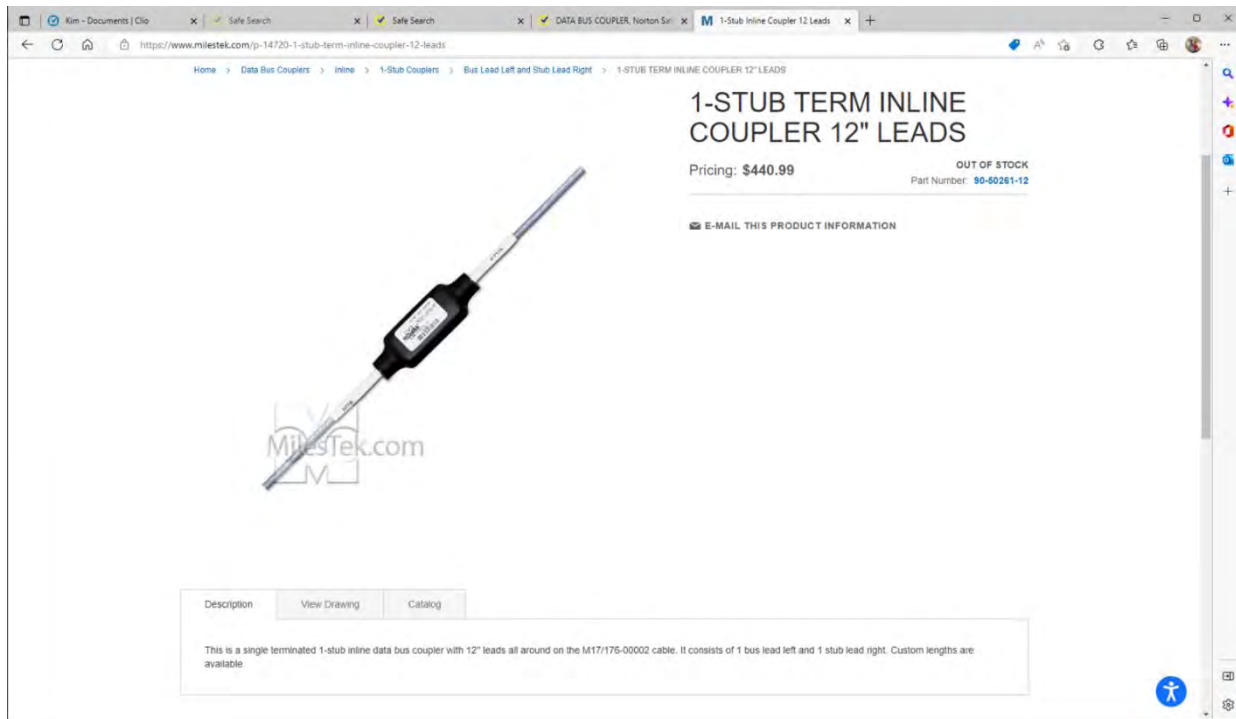 Kim - Documents | Clio
Safe Search
Safe Search
DATA BUS COUPLER, Norton Saf
1-Stub Inline Coupler 12 Leads
https://www.milestek.com/p-14720-1-stub-term-inline-coupler-12-leads
Home > Data Bus Couplers > Inline > 1-Stub Couplers > Bus Lead Left and Stub Lead Right > 1-STUB TERM INLINE COUPLER 12" LEADS
1-STUB TERM INLINE
COUPLER 12" LEADS
Pricing: $440.99
OUT OF STOCK
Part Number: 90-50261-12
E-MAIL THIS PRODUCT INFORMATION
MilesTek.com
Description View Drawing Catalog
This is a single terminated 1-stub inline data bus coupler with 12" leads all around on the M17/176-00002 cable. It consists of 1 bus lead left and 1 stub lead right. Custom lengths are
available